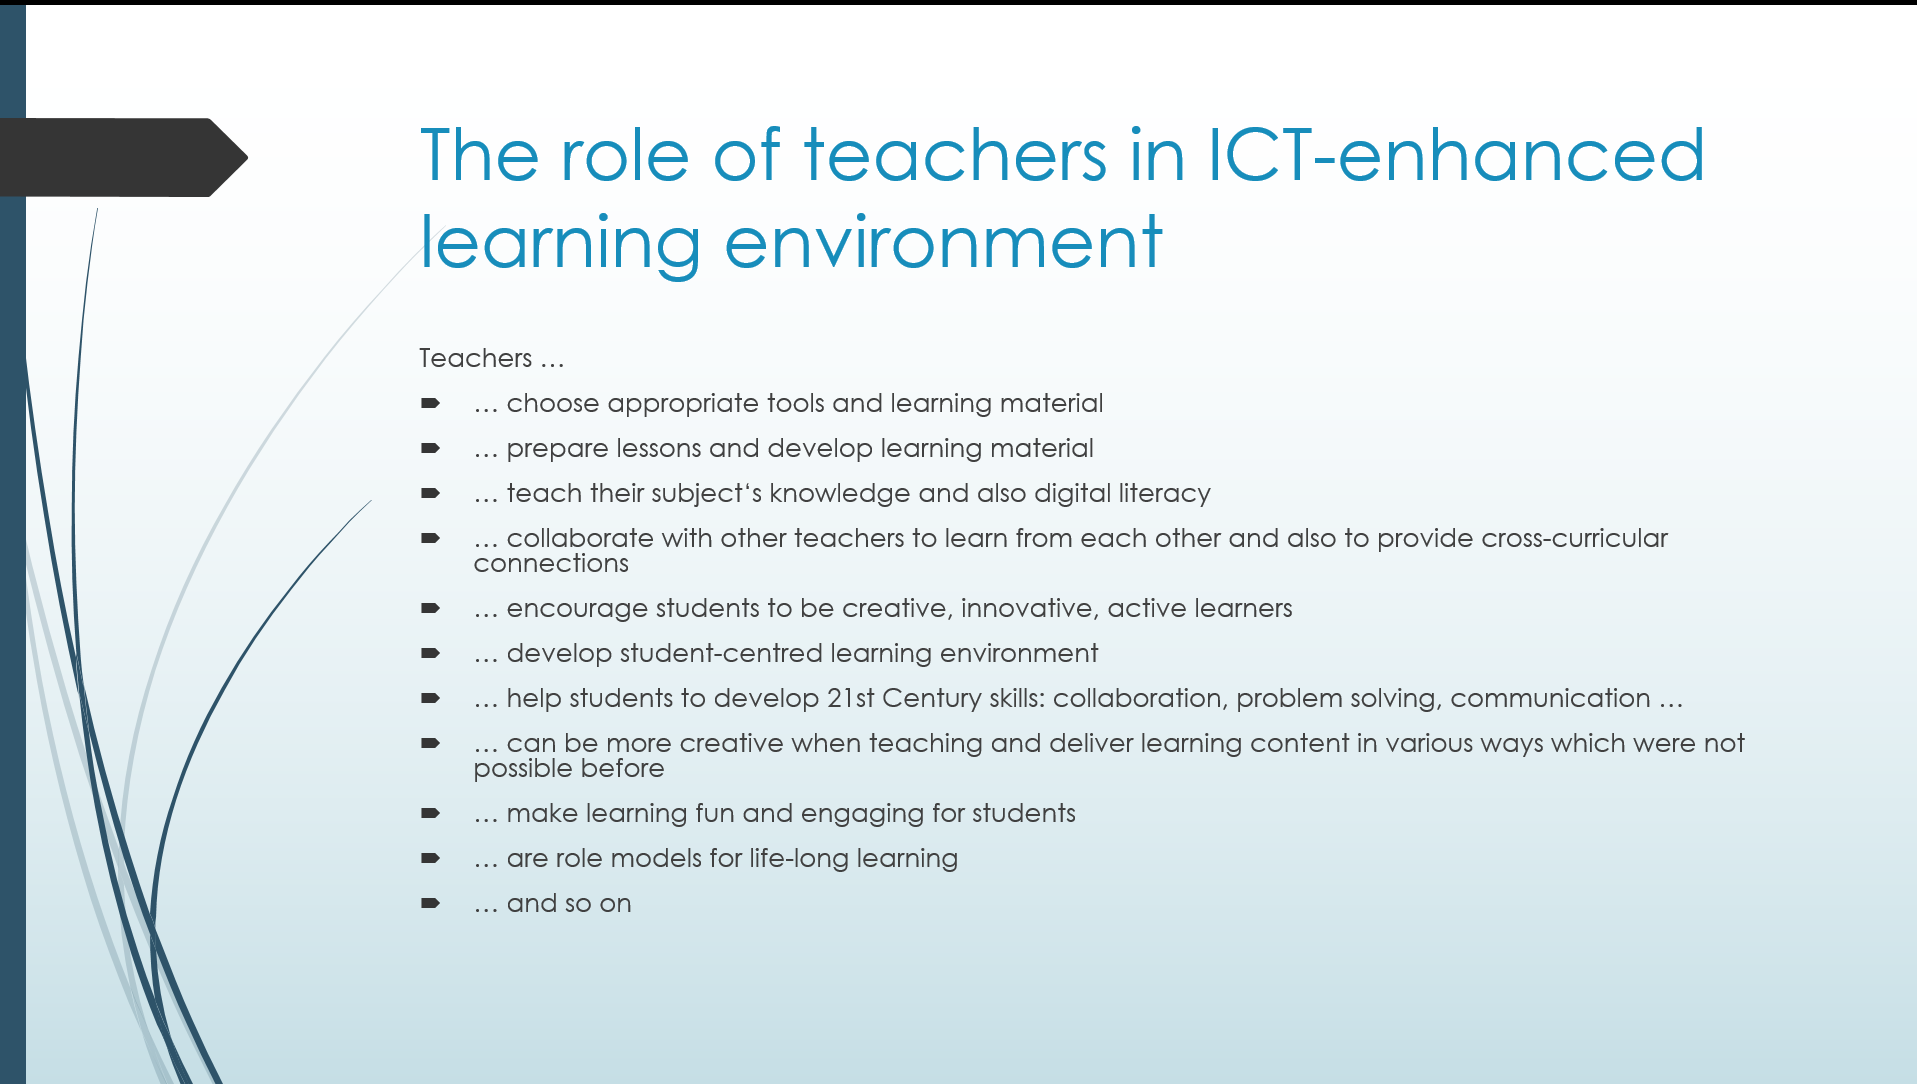 The role of teachers in ICT-enhanced
learning environment
Teachers …
… choose appropriate tools and learning material
… prepare lessons and develop learning material
… teach their subject‘s knowledge and also digital literacy
… collaborate with other teachers to learn from each other and also to provide cross-curricular
connections
… encourage students to be creative, innovative, active learners
… develop student-centred learning environment
… help students to develop 21st Century skills: collaboration, problem solving, communication …
… can be more creative when teaching and deliver learning content in various ways which were not
possible before
… make learning fun and engaging for students
… are role models for life-long learning
… and so on